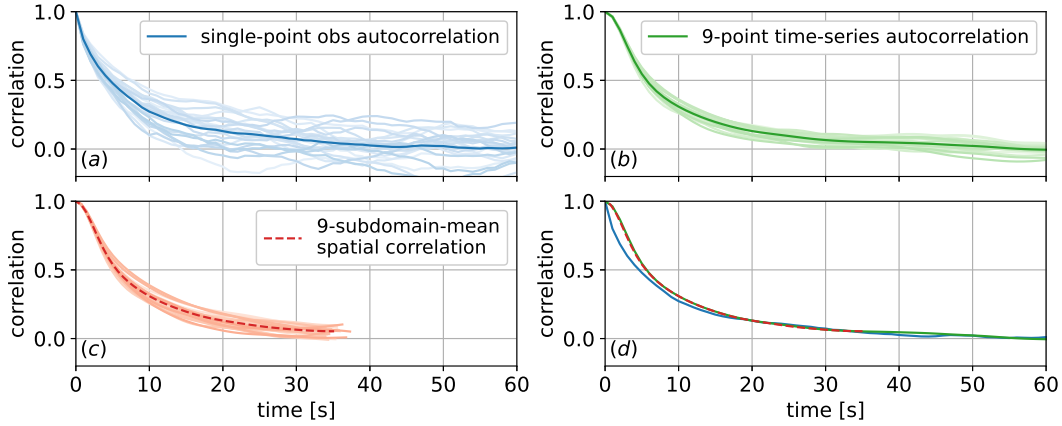 1.0
0.5
0.0
correlation
single-point obs autocorrelation
(a)
1.0
0.5
0.0
correlation
9-point time-series autocorrelation
(b)
1.0
0.5
0.0
correlation
9-subdomain-mean
spatial correlation
(c)
0 10 20 30 40 50 60
time [s]
1.0
0.5
0.0
correlation
(d)
0 10 20 30 40 50 60
time [s]